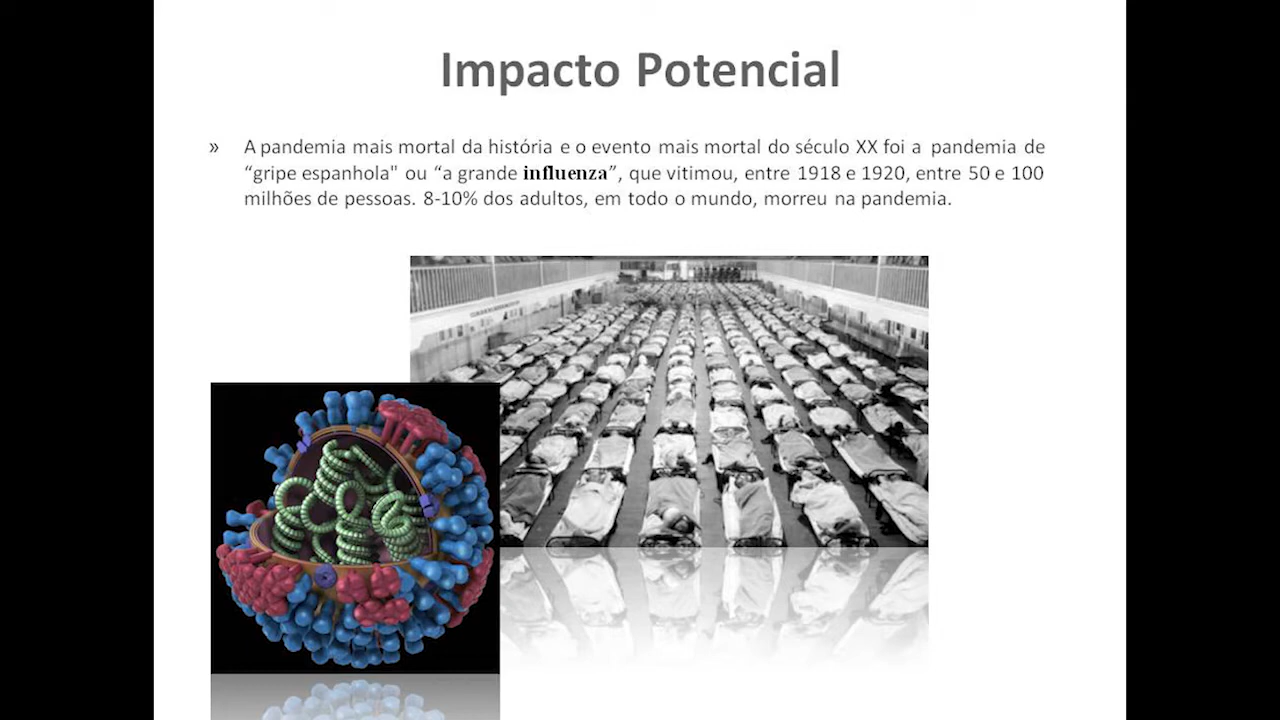 Impacto Potencial
» A pandemia mais mortal da história e o evento mais mortal do século XX foi a pandemia de
“gripe espanhola" ou “a grande influenza”, que vitimou, entre 1918 e 1920, entre 50 e 100
milhões de pessoas. 8-10% dos adultos, em todo o mundo, morreu na pandemia.